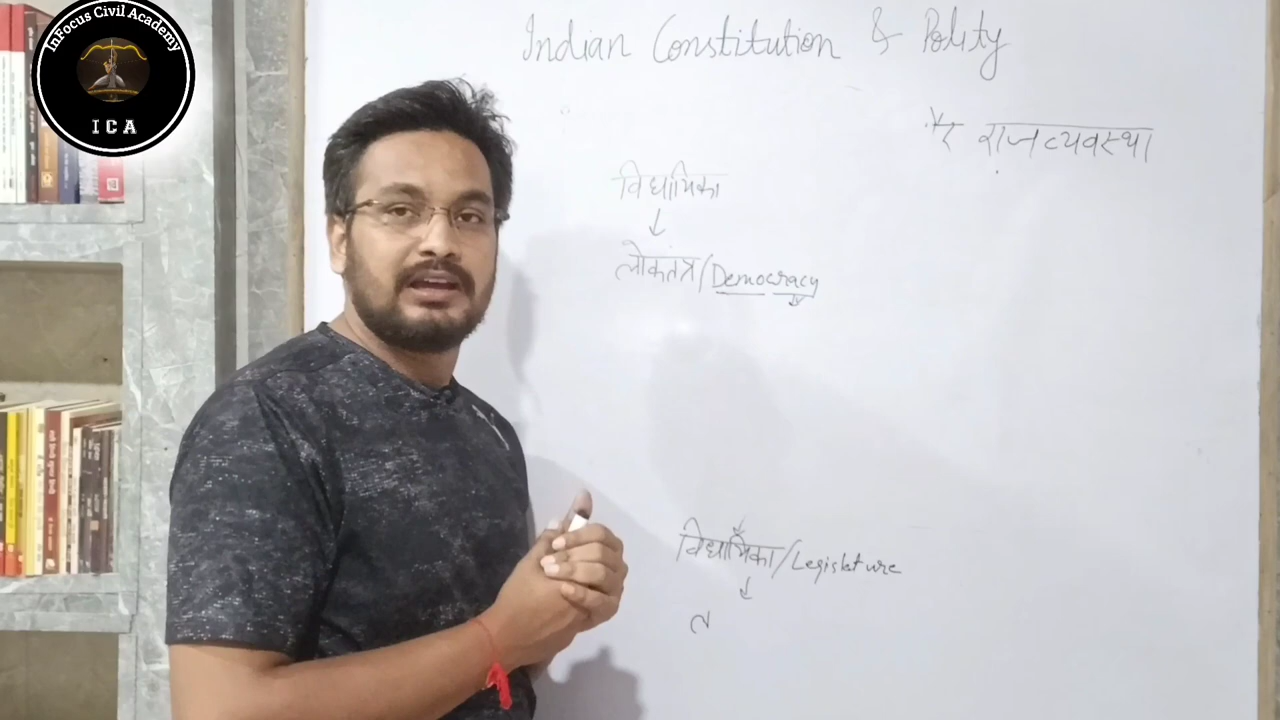 InFocus Civil Academy
ICA
Indian Constitution & Polity
* राजव्यवस्था
विधायिका
↓
लोकतंत्र/Democracy
विधायिका/Legislature
↓